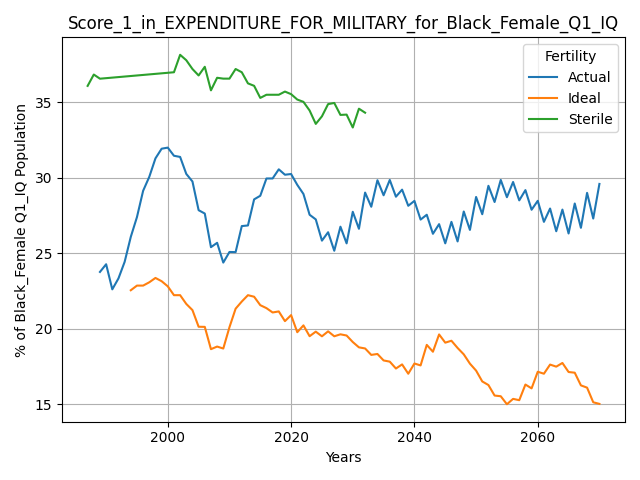 Score_1_in_EXPENDITURE_FOR_MILITARY_for_Black_Female_Q1_IQ
% of Black_Female Q1_IQ Population
35
30
25
20
15
Fertility
Actual
Ideal
Sterile
2000
2020
2040
2060
Years